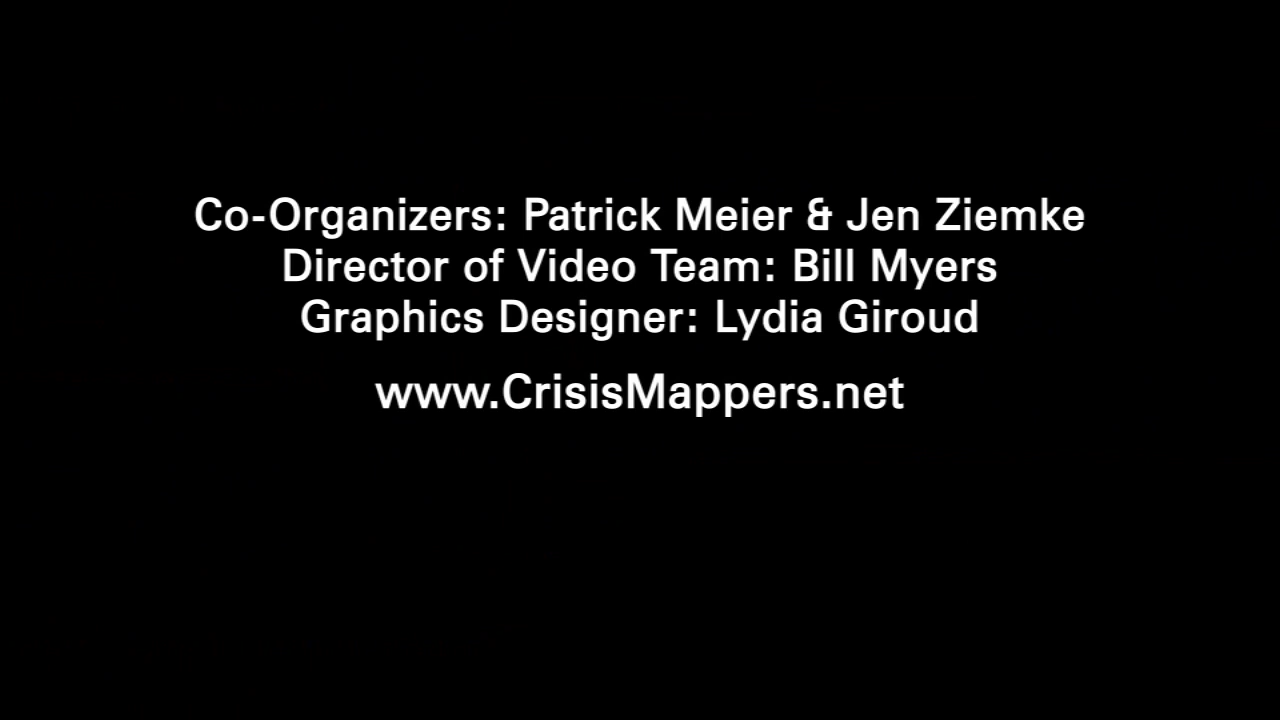 Co-Organizers: Patrick Meier & Jen Ziemke
Director of Video Team: Bill Myers
Graphics Designer: Lydia Giroud
www.CrisisMappers.net